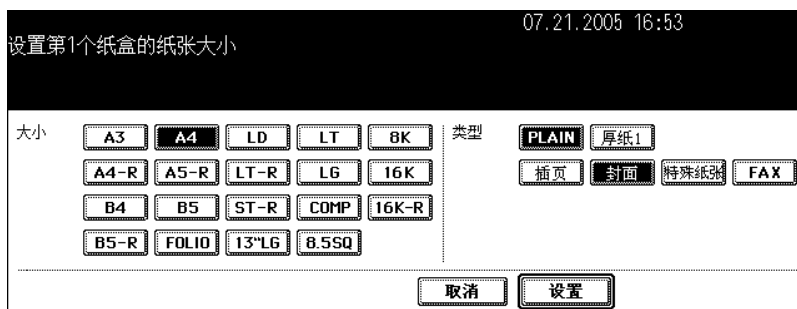 07.21.2005 16:53
设置第1个纸盒的纸张大小
大小 A3 A4 LD LT 8K 类型 PLAIN 厚纸1
A4-R A5-R LT-R LG 16K 插页 封面 特殊纸张 FAX
B4 B5 ST-R COMP 16K-R
B5-R FOLIO 13"LG 8.5SQ
取消 设置